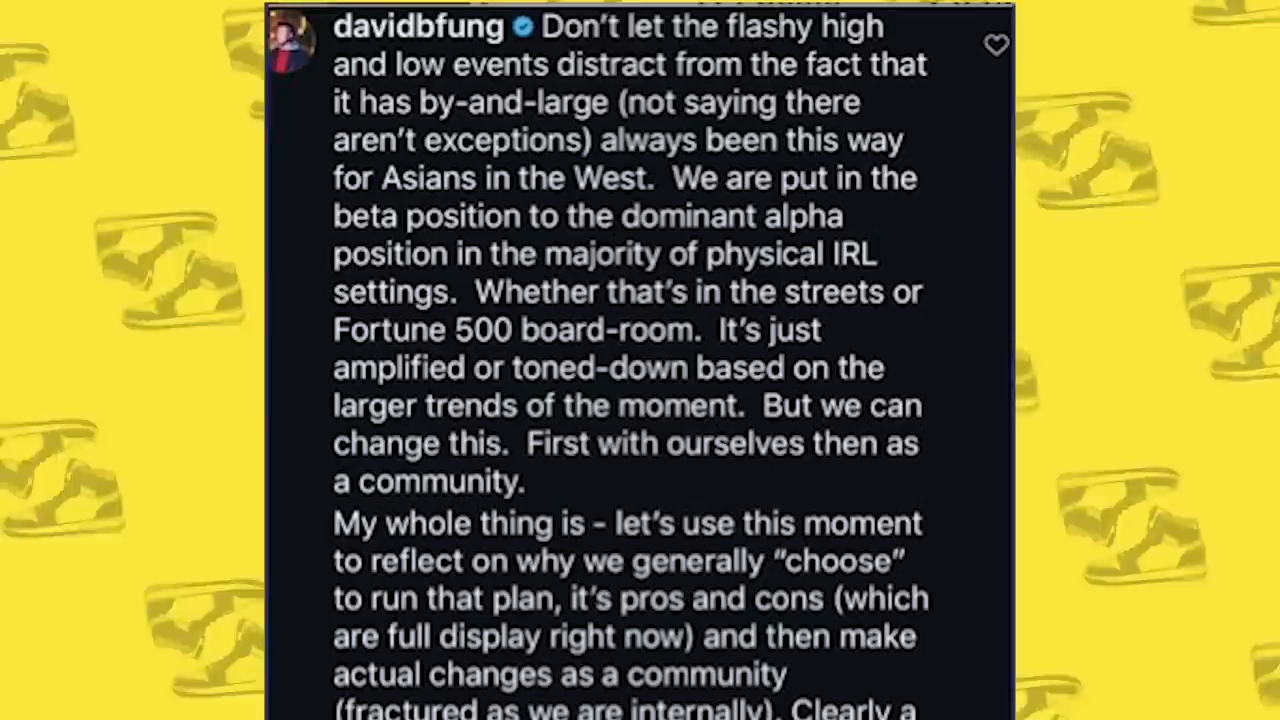 davidbfung Don't let the flashy high
and low events distract from the fact that
it has by-and-large (not saying there
aren't exceptions) always been this way
for Asians in the West. We are put in the
beta position to the dominant alpha
position in the majority of physical IRL
settings. Whether that's in the streets or
Fortune 500 board-room. It's just
amplified or toned-down based on the
larger trends of the moment. But we can
change this. First with ourselves then as
a community.
My whole thing is - let's use this moment
to reflect on why we generally “choose”
to run that plan, it's pros and cons (which
are full display right now) and then make
actual changes as a community
(fractured as we are internally). Clearly a